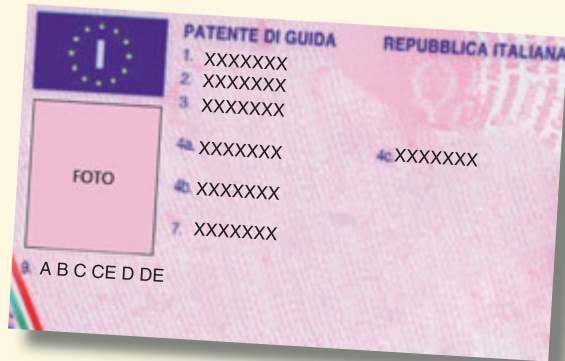 I
PATENTE DI GUIDA REPUBBLICA ITALIANA
1. XXXXXXX
2. XXXXXXX
3. XXXXXXX
4a. XXXXXXX 4c. XXXXXXX
4b. XXXXXXX
7. XXXXXXX
FOTO
9. A B C CE D DE